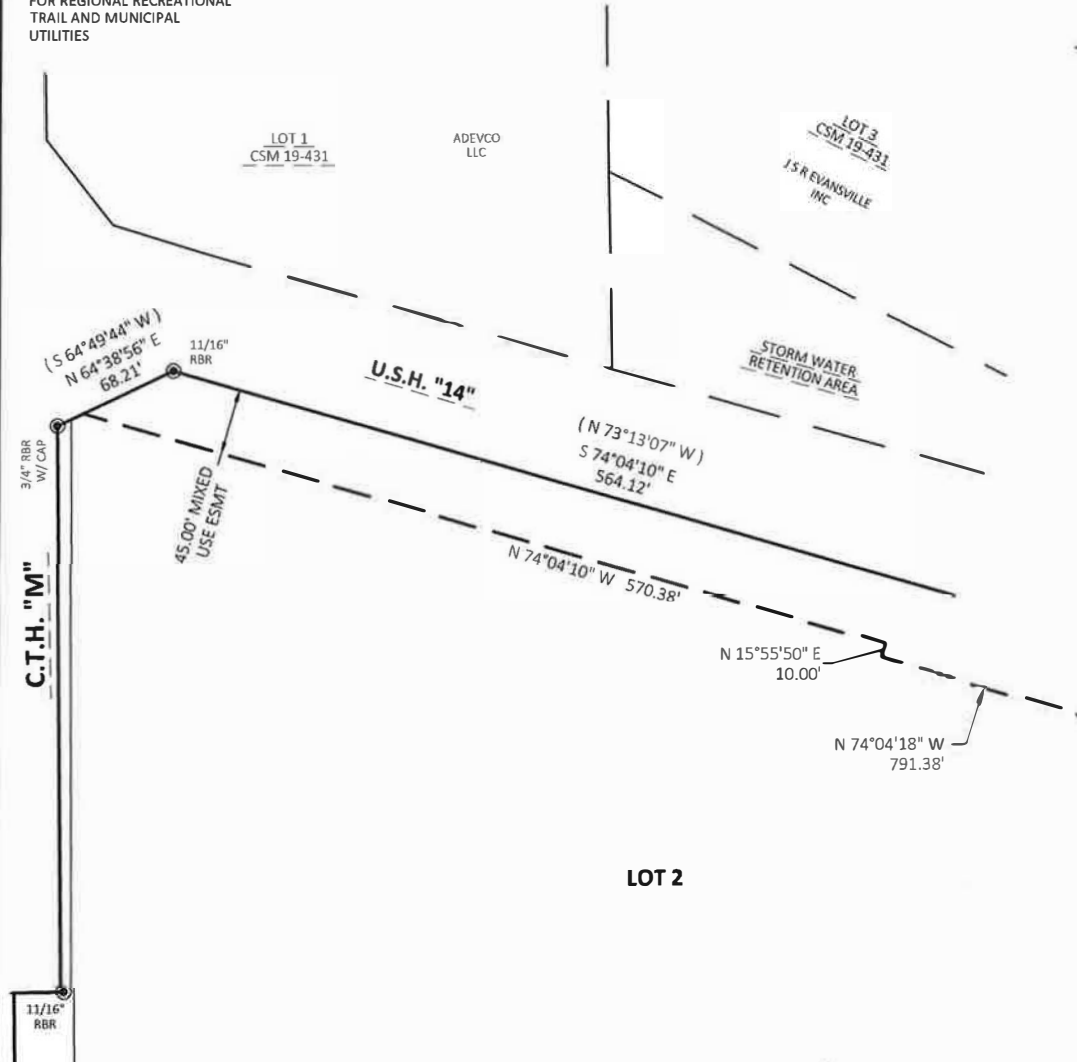 FOR REGIONAL RECREATIONAL
TRAIL AND MUNICIPAL
UTILITIES
LOT 1
CSM 19-431
ADEVCO
LLC
LOT 3
CSM 19-431
J S R EVANSVILLE
INC
( S 64°49'44" W )
N 64°38'56" E
68.21'
11/16"
RBR
U.S.H. "14"
STORM WATER
RETENTION AREA
3/4" RBR
W/ CAP
45.00' MIXED
USE ESMT
( N 73°13'07" W )
S 74°04'10" E
564.12'
N 74°04'10" W 570.38'
C.T.H. "M"
N 15°55'50" E
10.00'
N 74°04'18" W
791.38'
LOT 2
11/16"
RBR